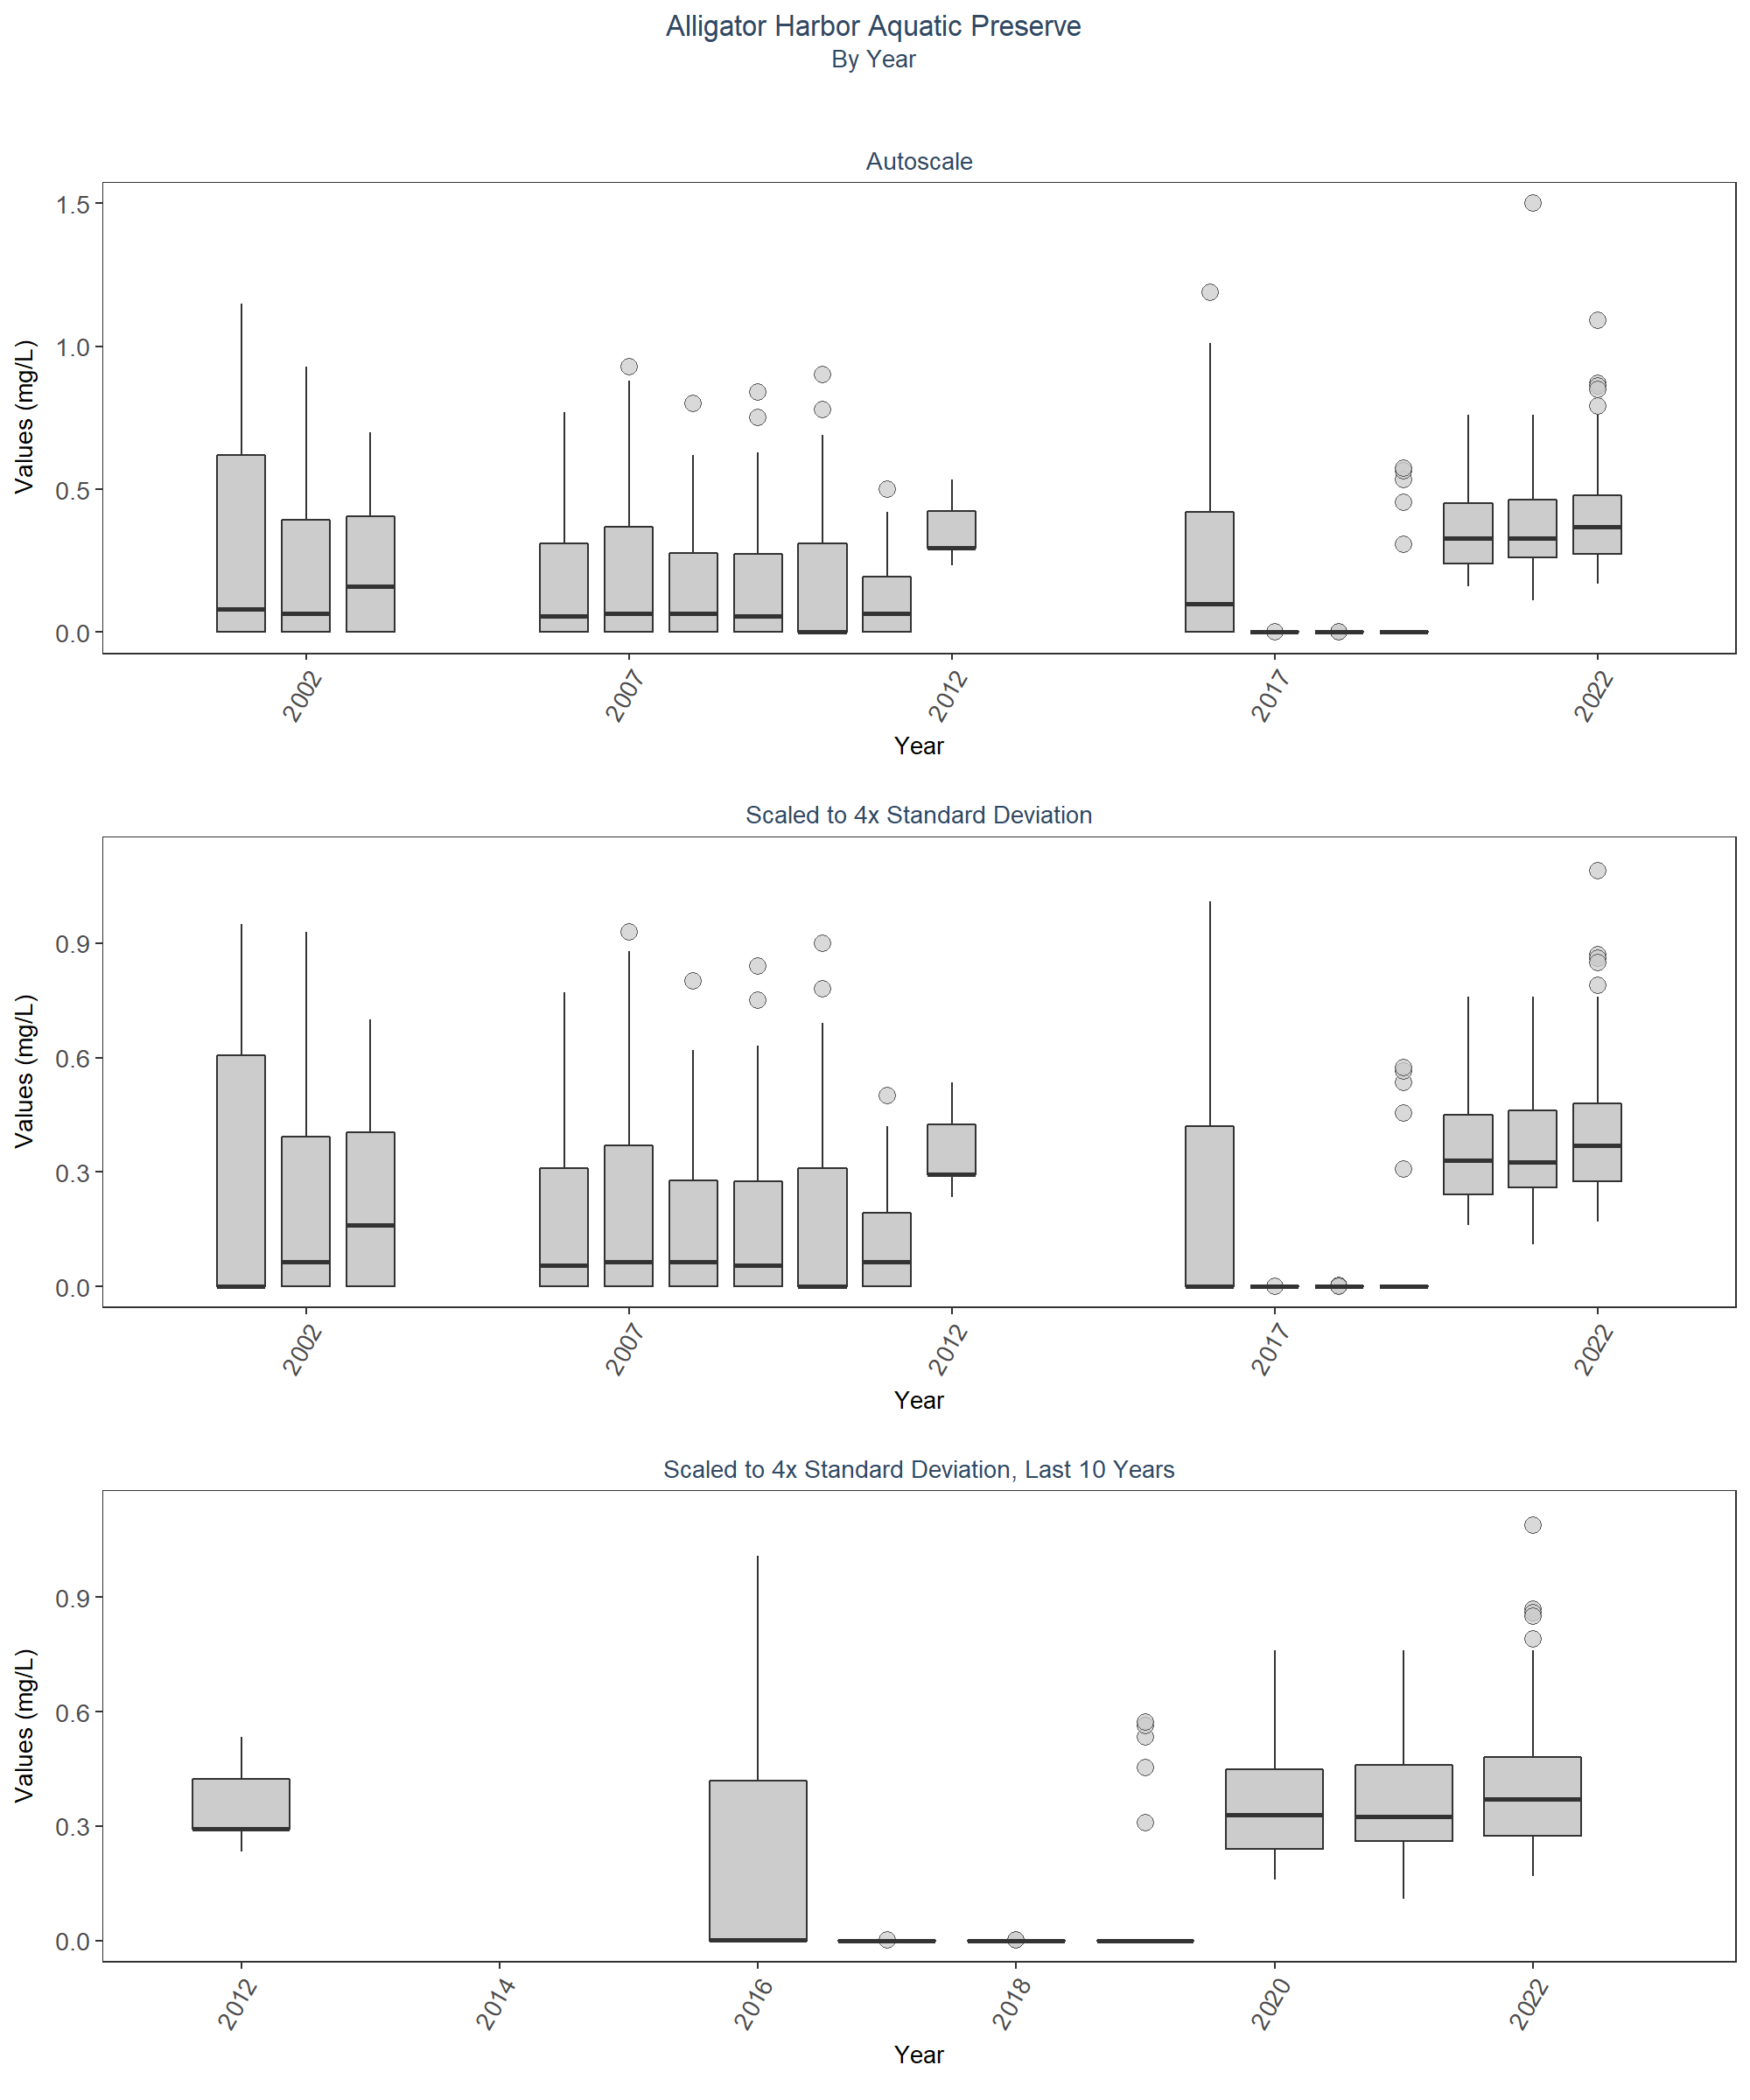 Alligator Harbor Aquatic Preserve
By Year
Autoscale
Values (mg/L)
1.5
1.0
0.5
0.0
2002
2007
2012
2017
2022
Year
Scaled to 4x Standard Deviation
Values (mg/L)
0.9
0.6
0.3
0.0
2002
2007
2012
2017
2022
Year
Scaled to 4x Standard Deviation, Last 10 Years
Values (mg/L)
0.9
0.6
0.3
0.0
2012
2014
2016
2018
2020
2022
Year